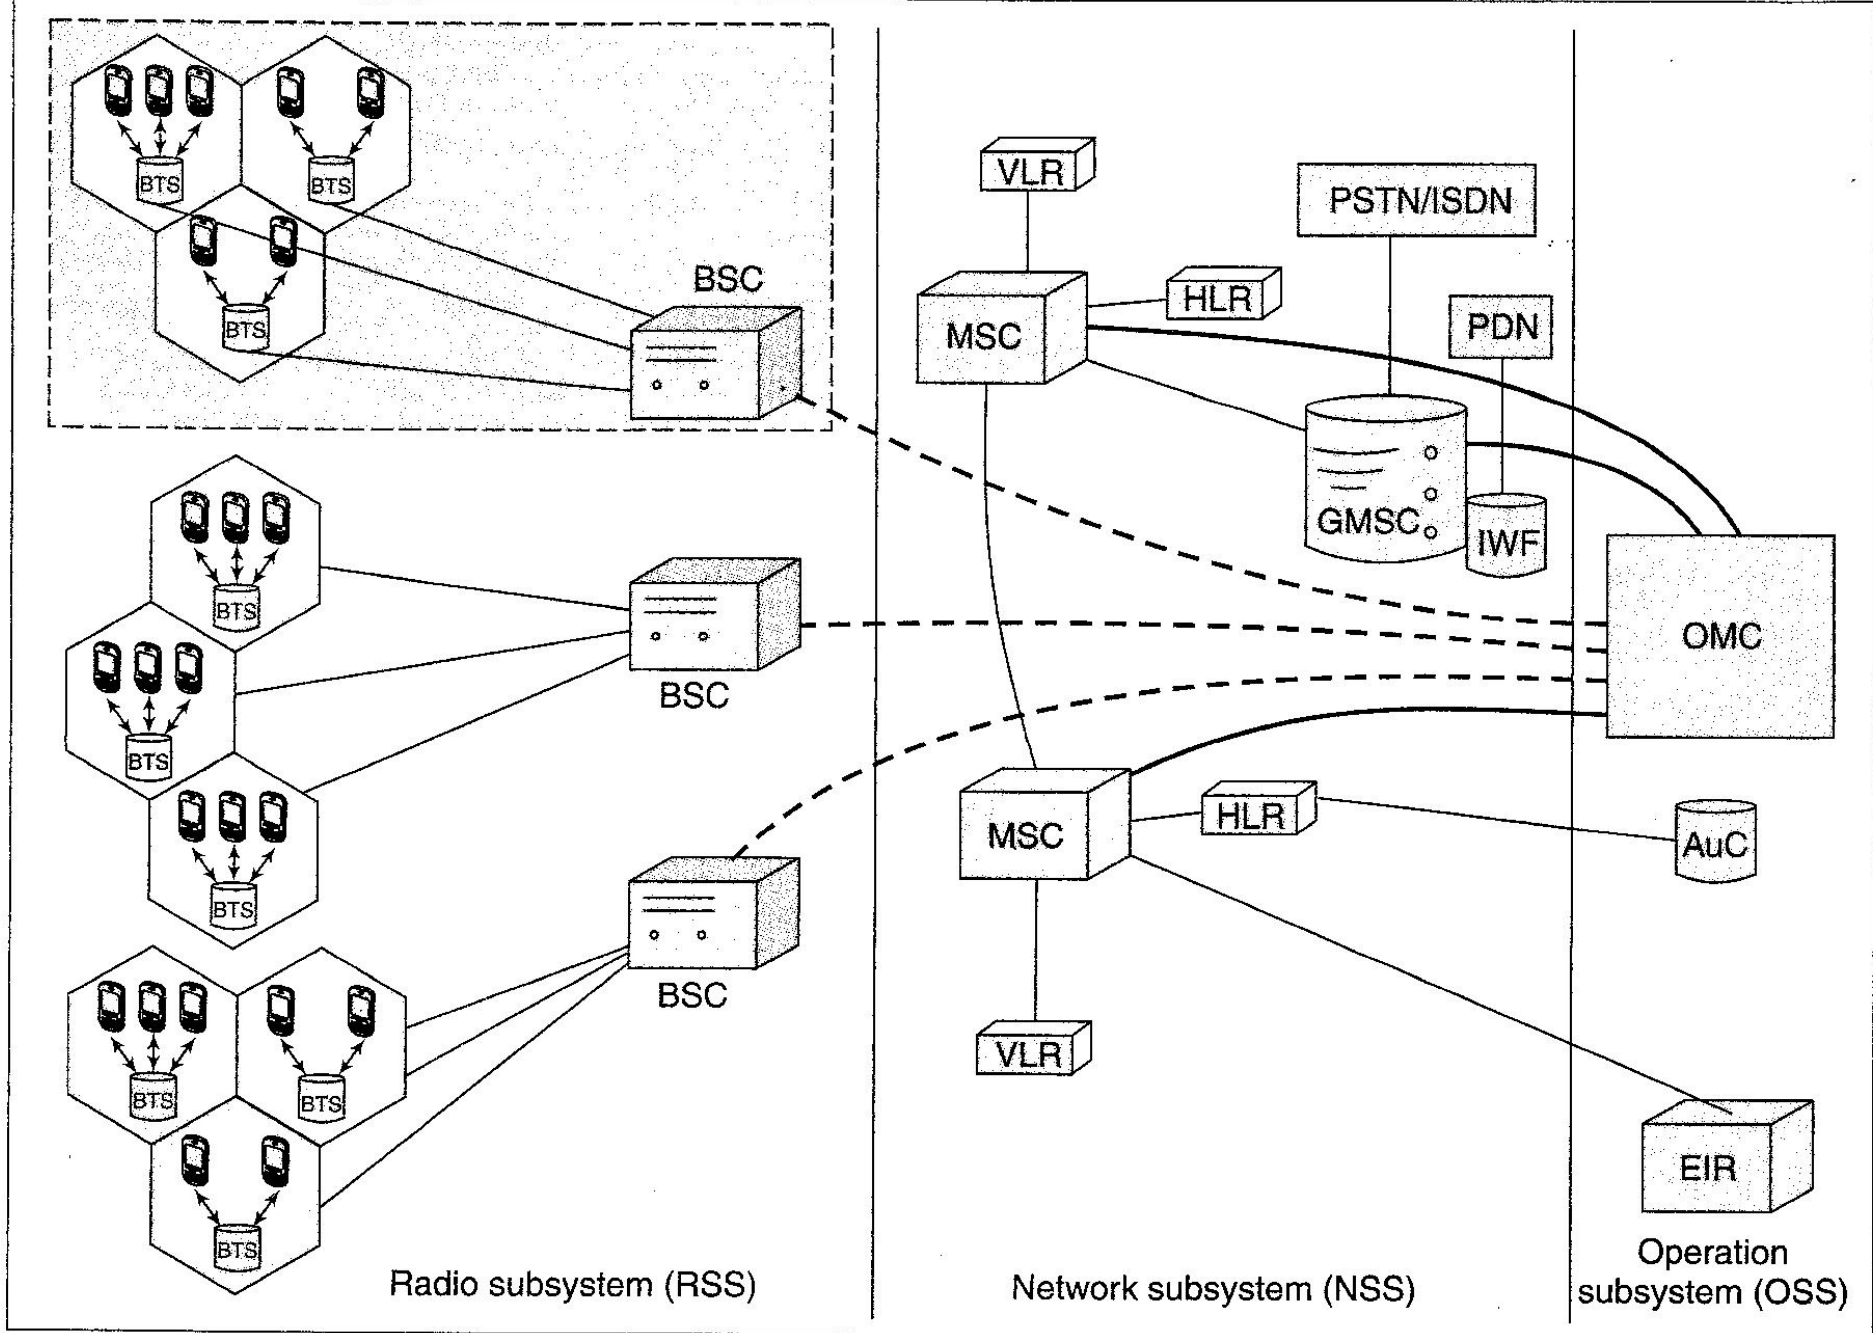 BTS
BTS
BTS
BSC
BTS
BTS
BTS
BSC
BTS
BTS
BTS
BSC
Radio subsystem (RSS)
VLR
MSC
HLR
PSTN/ISDN
PDN
GMSC
IWF
MSC
HLR
VLR
Network subsystem (NSS)
OMC
AuC
EIR
Operation
subsystem (OSS)